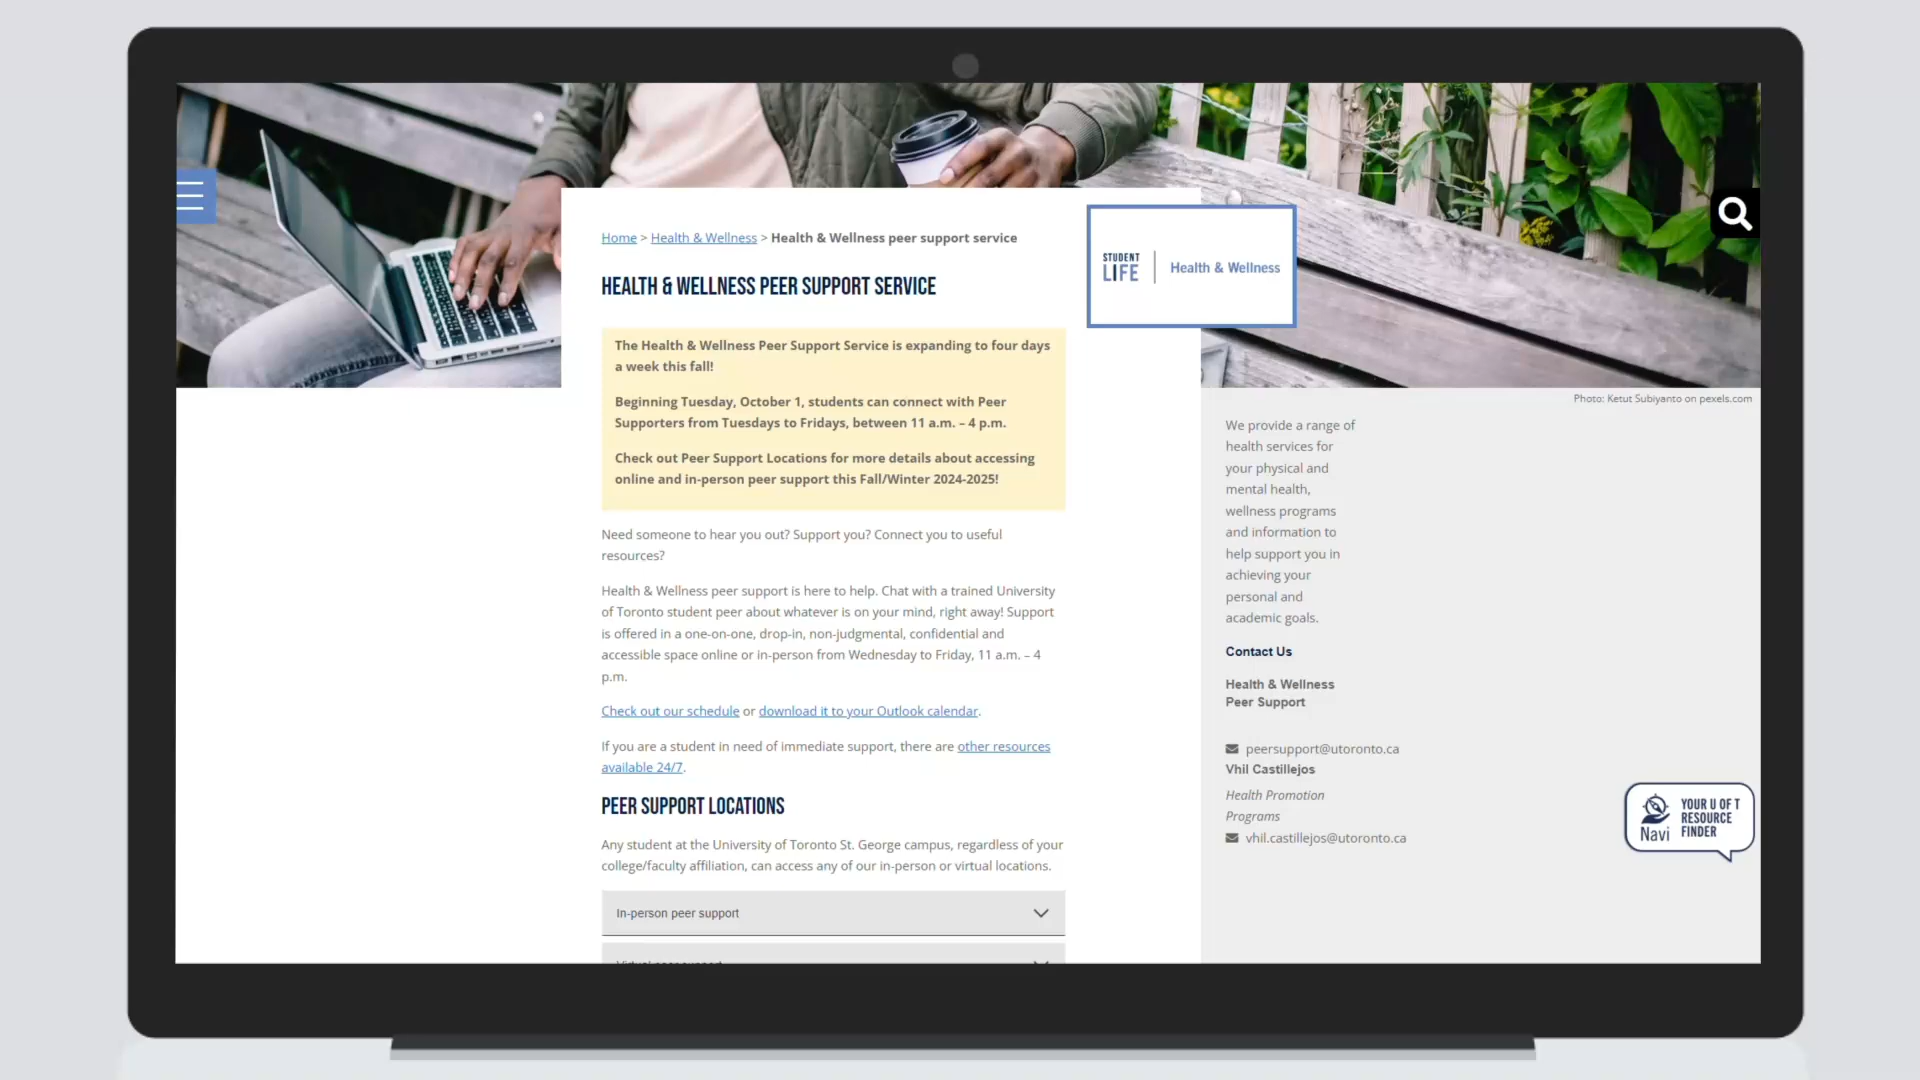 Home > Health & Wellness > Health & Wellness peer support service
HEALTH & WELLNESS PEER SUPPORT SERVICE
The Health & Wellness Peer Support Service is expanding to four days
a week this fall!
Beginning Tuesday, October 1, students can connect with Peer
Supporters from Tuesdays to Fridays, between 11 a.m. – 4 p.m.
Check out Peer Support Locations for more details about accessing
online and in-person peer support this Fall/Winter 2024-2025!
Need someone to hear you out? Support you? Connect you to useful
resources?
Health & Wellness peer support is here to help. Chat with a trained University
of Toronto student peer about whatever is on your mind, right away! Support
is offered in a one-on-one, drop-in, non-judgmental, confidential and
accessible space online or in-person from Wednesday to Friday, 11 a.m. – 4
p.m.
Check out our schedule or download it to your Outlook calendar.
If you are a student in need of immediate support, there are other resources
available 24/7.
PEER SUPPORT LOCATIONS
Any student at the University of Toronto St. George campus, regardless of your
college/faculty affiliation, can access any of our in-person or virtual locations.
In-person peer support
STUDENT
LIFE
Health & Wellness
Photo: Ketut Subiyanto on pexels.com
We provide a range of
health services for
your physical and
mental health,
wellness programs
and information to
help support you in
achieving your
personal and
academic goals.
Contact Us
Health & Wellness
Peer Support
peersupport@utoronto.ca
Vhil Castillejos
Health Promotion
Programs
vhil.castillejos@utoronto.ca
Navi
YOUR U OF T
RESOURCE
FINDER